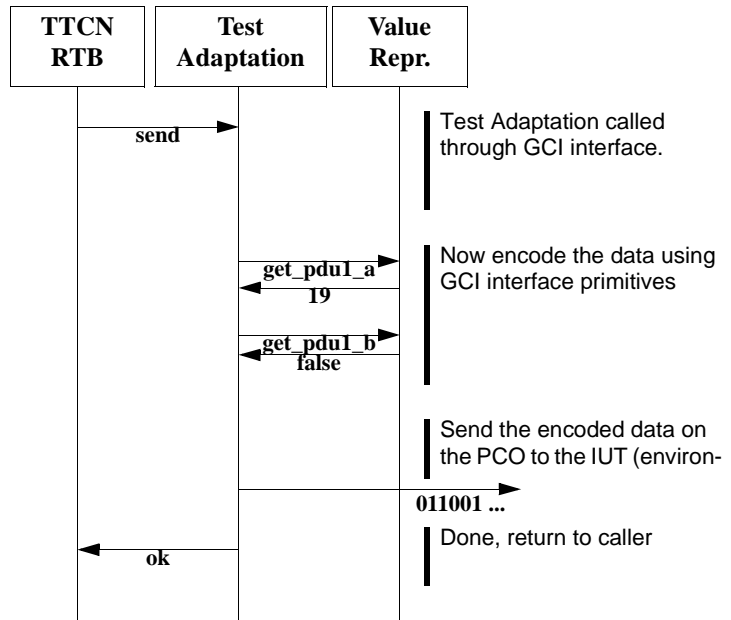 TTCN
RTB
Test
Adaptation
Value
Repr.
send
Test Adaptation called
through GCI interface.
get_pdu1_a
19
Now encode the data using
GCI interface primitives
get_pdu1_b
false
Send the encoded data on
the PCO to the IUT (environ-
011001 ...
ok
Done, return to caller